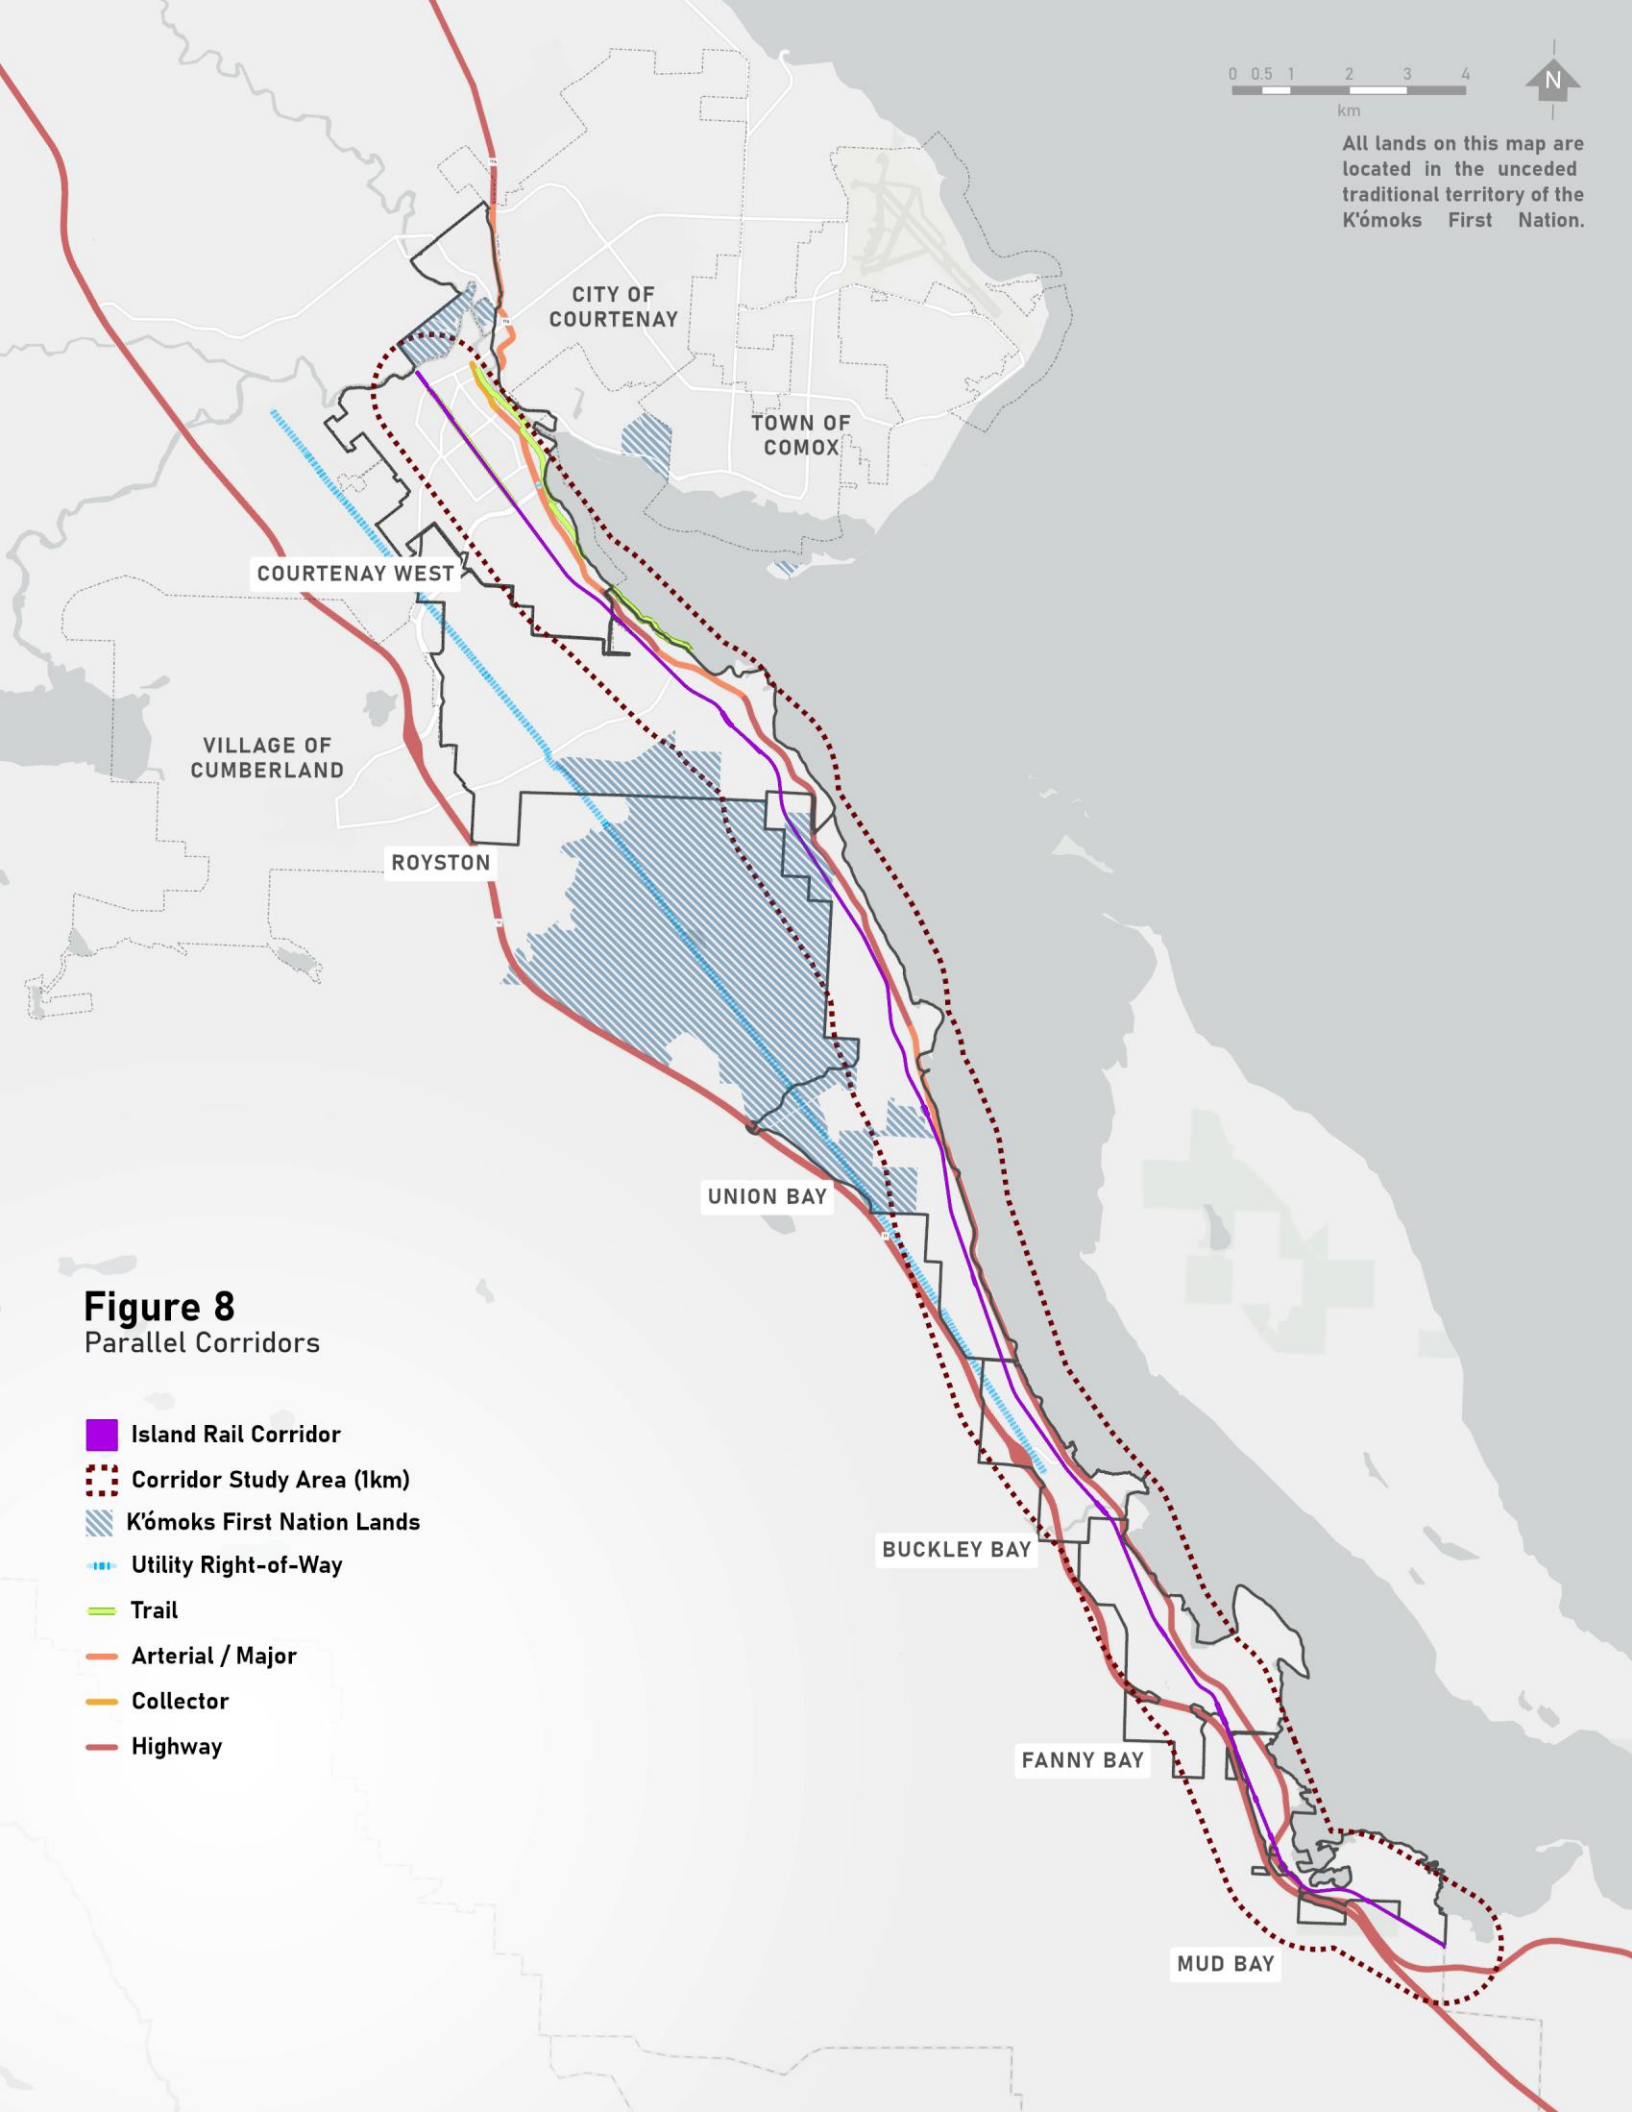 0 0.5 1 2 3 4
km
N
All lands on this map are
located in the unceded
traditional territory of the
K'ómoks First Nation.
CITY OF
COURTENAY
TOWN OF
COMOX
COURTENAY WEST
VILLAGE OF
CUMBERLAND
ROYSTON
UNION BAY
Figure 8
Parallel Corridors
Island Rail Corridor
Corridor Study Area (1km)
K'ómoks First Nation Lands
Utility Right-of-Way
Trail
Arterial / Major
Collector
Highway
BUCKLEY BAY
FANNY BAY
MUD BAY